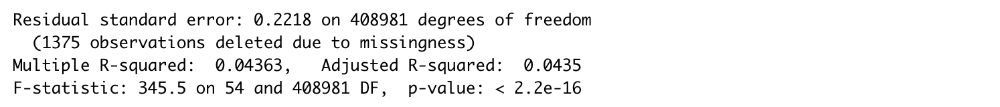 Residual standard error: 0.2218 on 408981 degrees of freedom
  (1375 observations deleted due to missingness)
Multiple R-squared:  0.04363,   Adjusted R-squared:  0.0435
F-statistic: 345.5 on 54 and 408981 DF,  p-value: < 2.2e-16